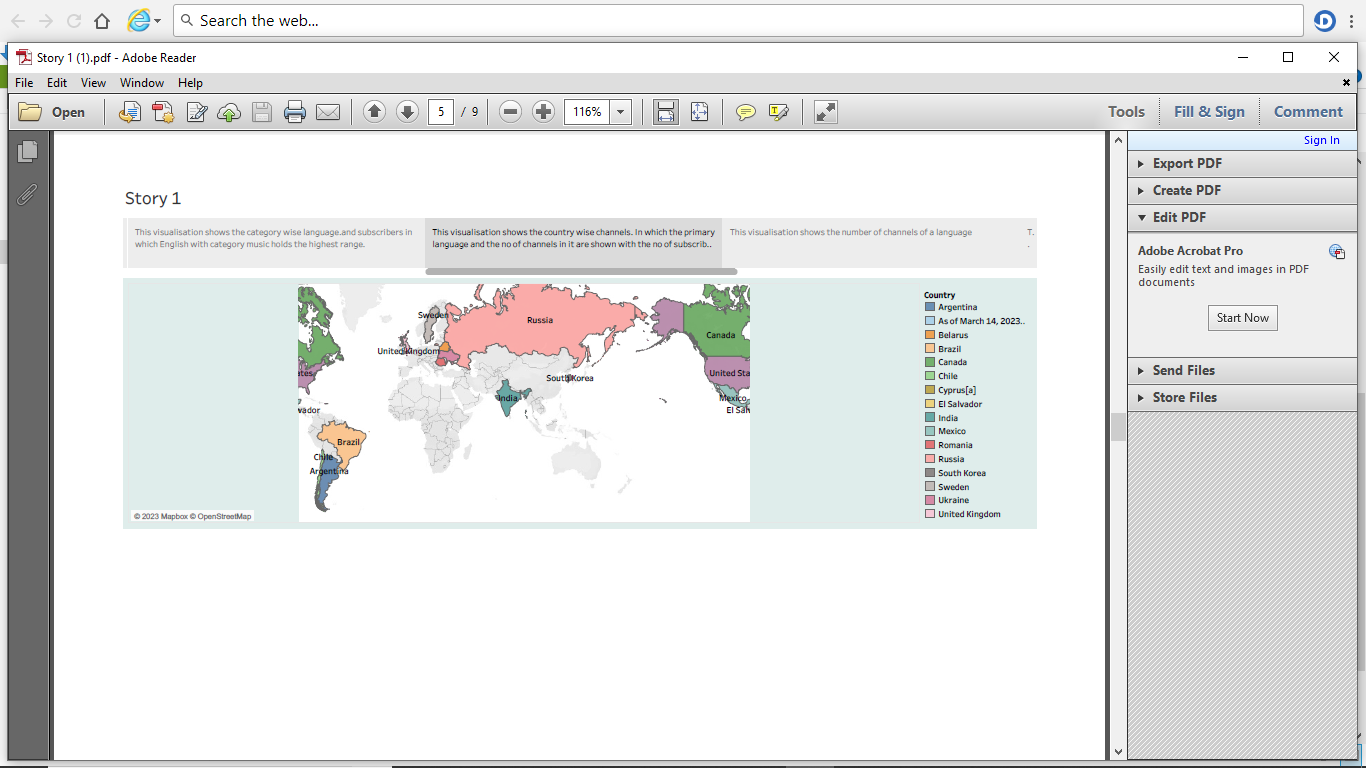 Search the web...
Story 1 (1).pdf - Adobe Reader
File Edit View Window Help
Open
5 / 9
116%
Tools
Fill & Sign
Comment
Sign In
Export PDF
Create PDF
Edit PDF
Adobe Acrobat Pro
Easily edit text and images in PDF
documents
Start Now
Send Files
Store Files
Story 1
This visualisation shows the category wise language.and subscribers in
which English with category music holds the highest range.
This visualisation shows the country wise channels. In which the primary
language and the no of channels in it are shown with the no of subscrib..
This visualisation shows the number of channels of a language
T.
.
Sweden
Russia
Canada
United Kingdom
ates
South Korea
United Sta
India
Mexico
vador
El Salv
Brazil
Chile
Argentina
© 2023 Mapbox © OpenStreetMap
Country
Argentina
As of March 14, 2023..
Belarus
Brazil
Canada
Chile
Cyprus[a]
El Salvador
India
Mexico
Romania
Russia
South Korea
Sweden
Ukraine
United Kingdom